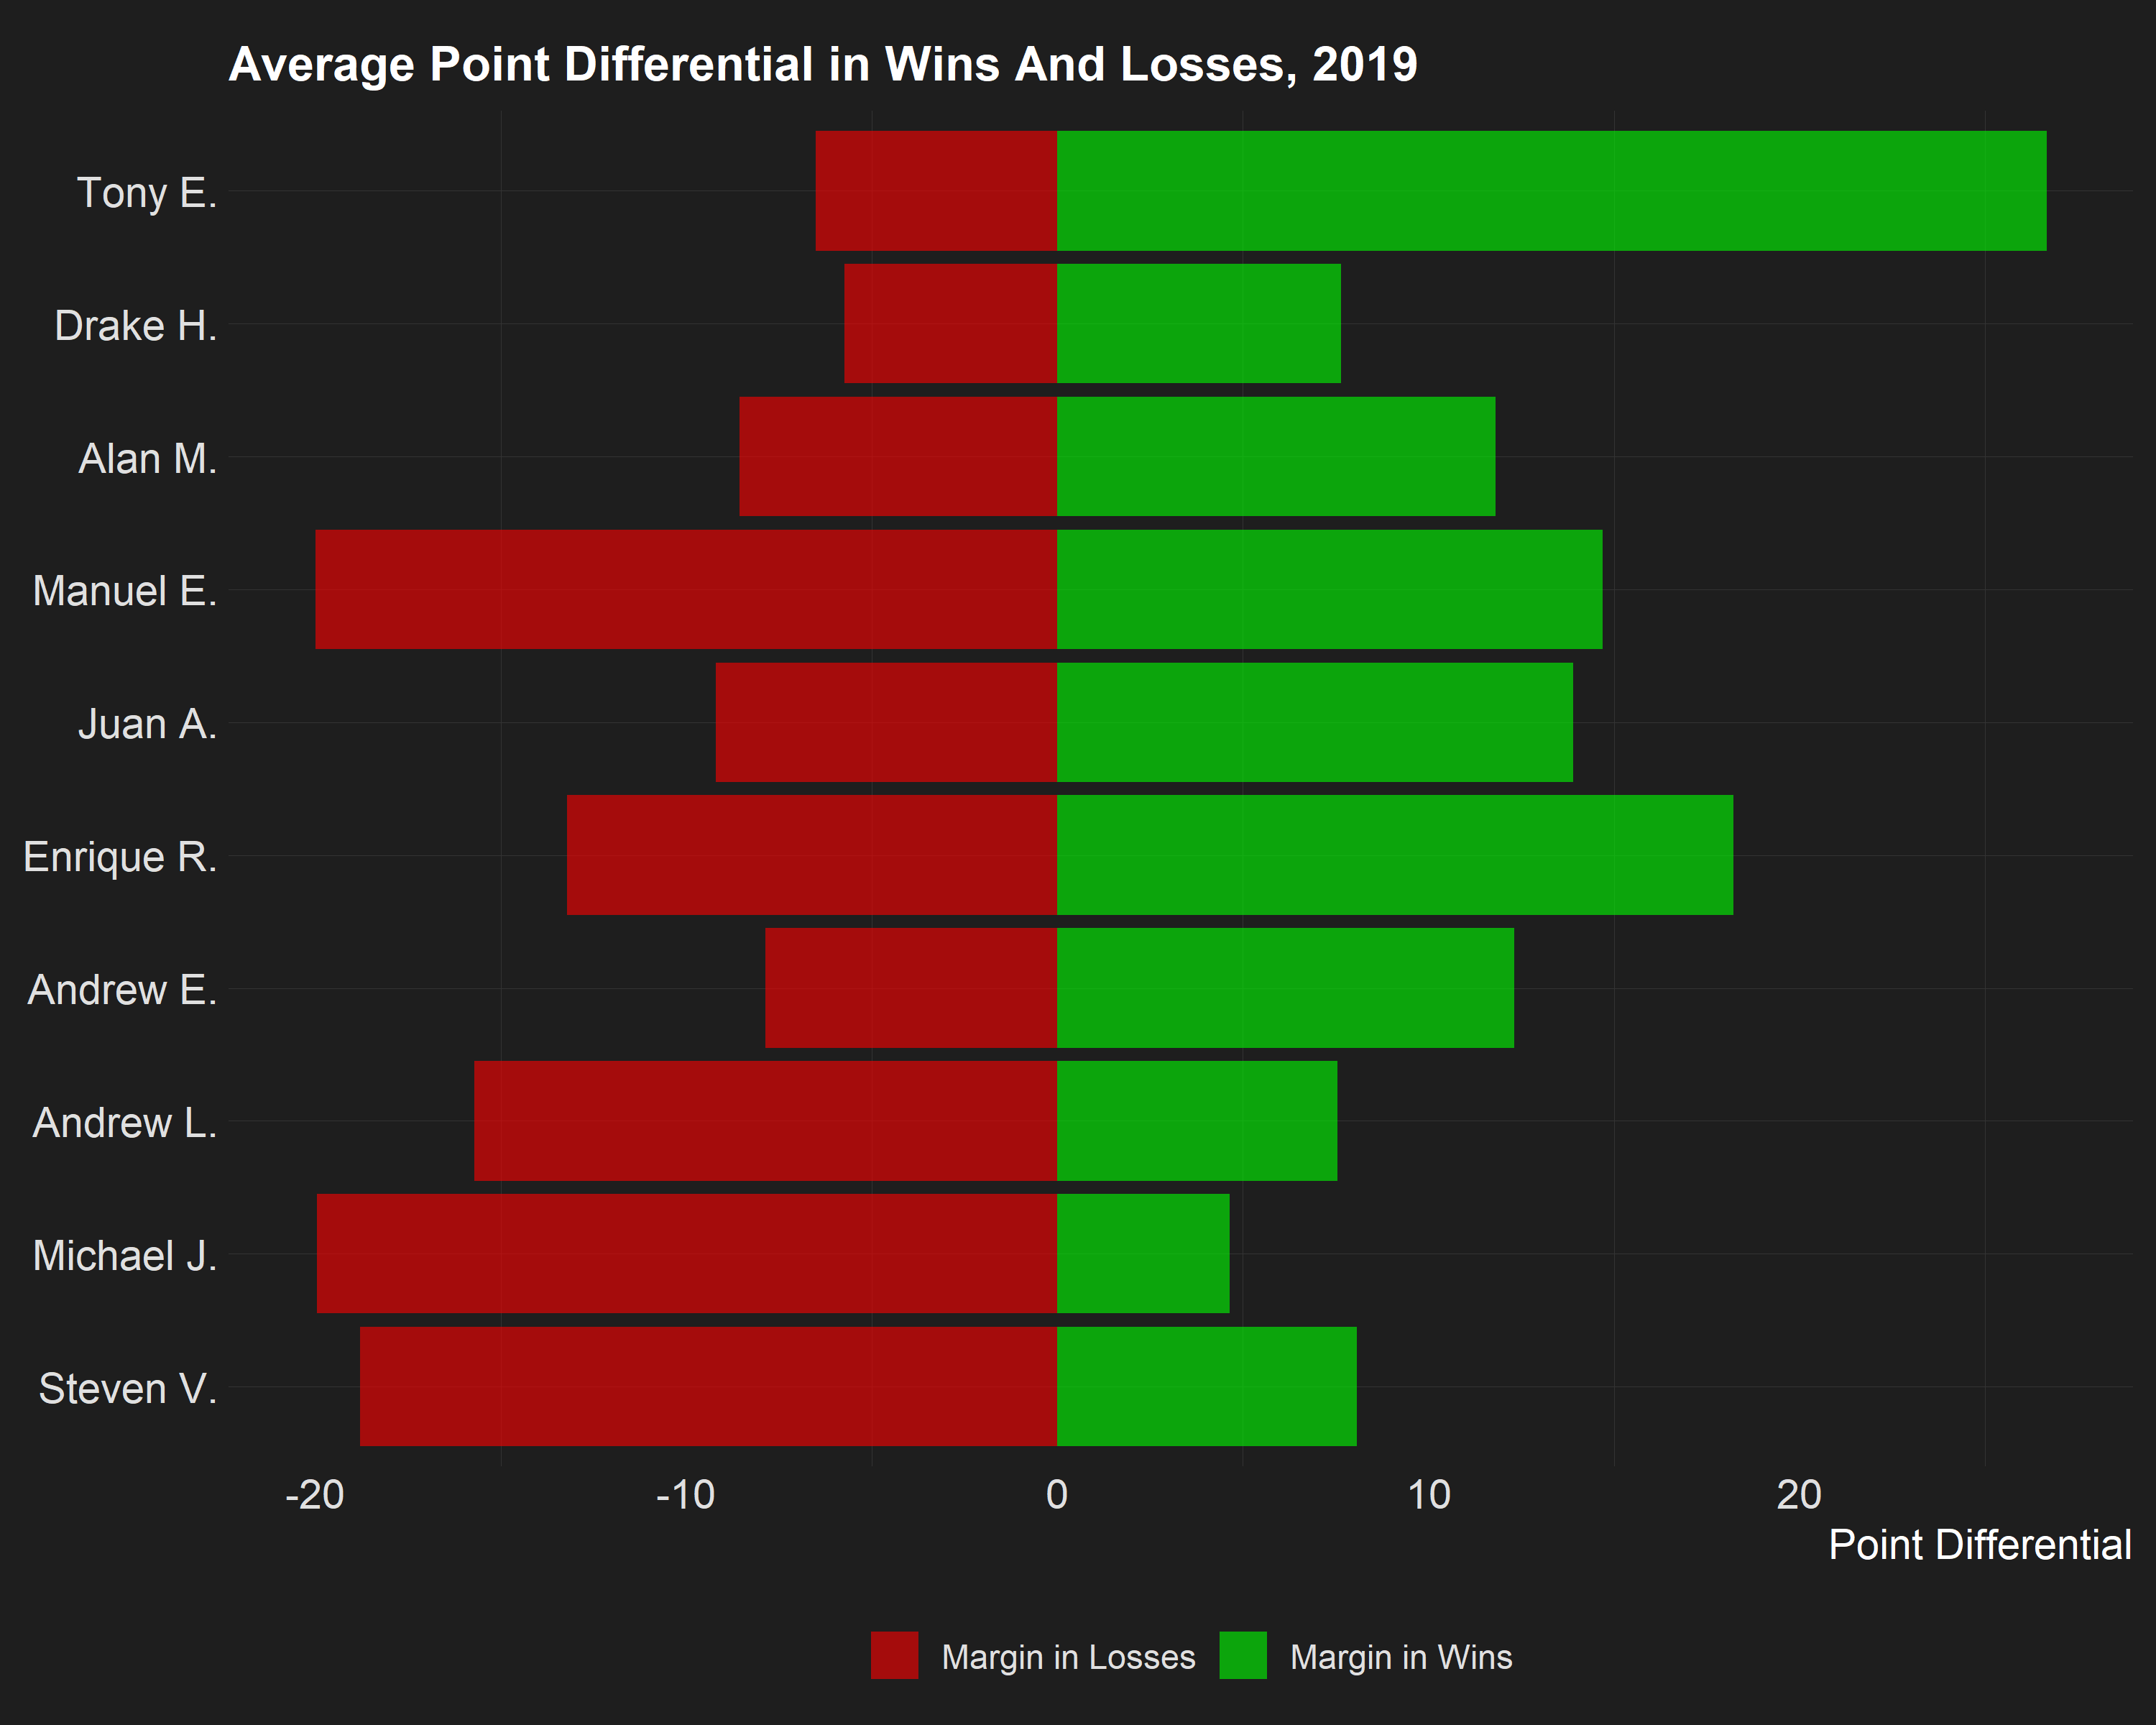 Average Point Differential in Wins And Losses, 2019
Tony E.
Drake H.
Alan M.
Manuel E.
Juan A.
Enrique R.
Andrew E.
Andrew L.
Michael J.
Steven V.
-20 -10 0 10 20
Point Differential
Margin in Losses Margin in Wins